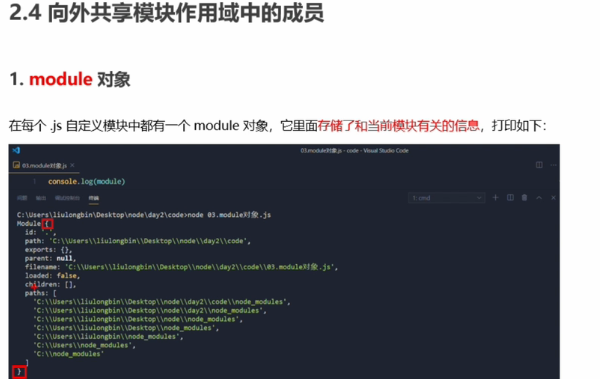 2.4 向外共享模块作用域中的成员
1. module 对象
在每个 .js 自定义模块中都有一个 module 对象，它里面存储了和当前模块有关的信息，打印如下：
03.module对象.js - code - Visual Studio Code
03.module对象.js ×
1 console.log(module)
问题 输出 调试控制台 终端 1: cmd
C:\Users\liulongbin\Desktop\node\day2\code>node 03.module对象.js
Module {
id: '.',
path: 'C:\\Users\\liulongbin\\Desktop\\node\\day2\\code',
exports: {},
parent: null,
filename: 'C:\\Users\\liulongbin\\Desktop\\node\\day2\\code\\03.module对象.js',
loaded: false,
children: [],
paths: [
'C:\\Users\\liulongbin\\Desktop\\node\\day2\\code\\node_modules',
'C:\\Users\\liulongbin\\Desktop\\node\\day2\\node_modules',
'C:\\Users\\liulongbin\\Desktop\\node\\node_modules',
'C:\\Users\\liulongbin\\Desktop\\node_modules',
'C:\\Users\\liulongbin\\node_modules',
'C:\\Users\\node_modules',
'C:\\node_modules'
]
}